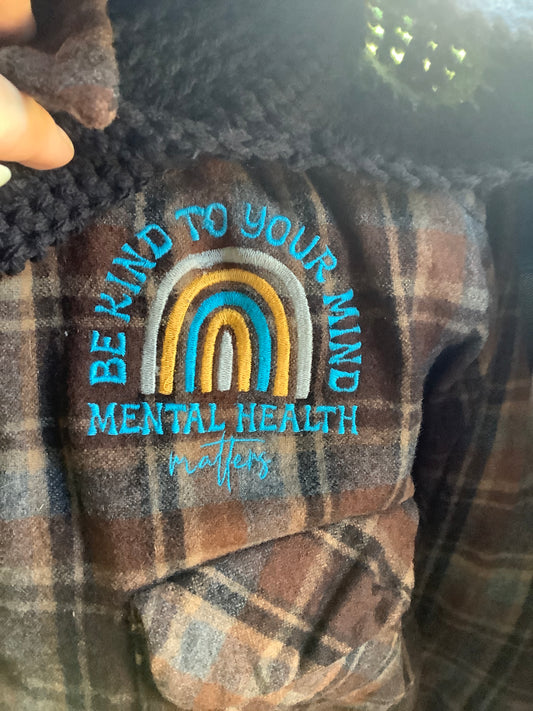 BE KIND TO YOUR MIND
MENTAL HEALTH
matters